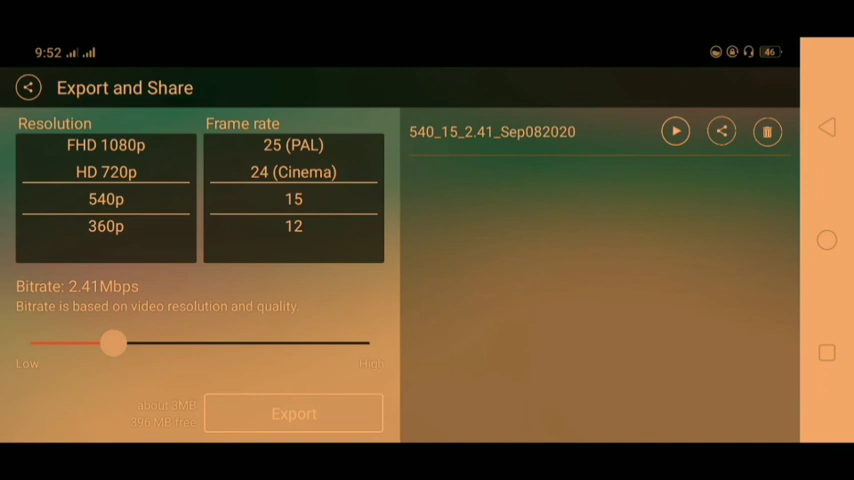 9:52
46
Export and Share
Resolution
Frame rate
FHD 1080p
25 (PAL)
HD 720p
24 (Cinema)
540p
15
360p
12
Bitrate: 2.41Mbps
Bitrate is based on video resolution and quality.
Low
High
about 3MB
396 MB free
Export
540_15_2.41_Sep082020